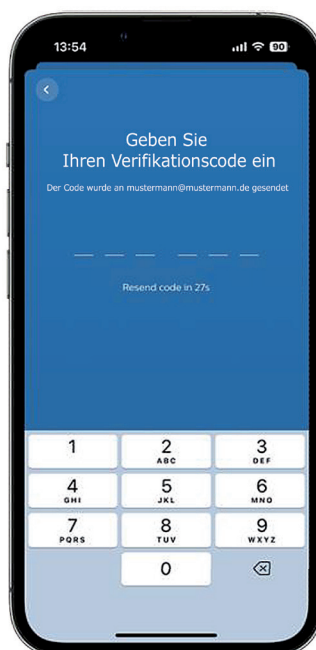 13:54
90
Geben Sie
Ihren Verifikationscode ein
Der Code wurde an mustermann@mustermann.de gesendet
Resend code in 27s
1
2
3
ABC
DEF
4
5
6
GHI
JKL
MNO
7
8
9
PQRS
TUV
WXYZ
0